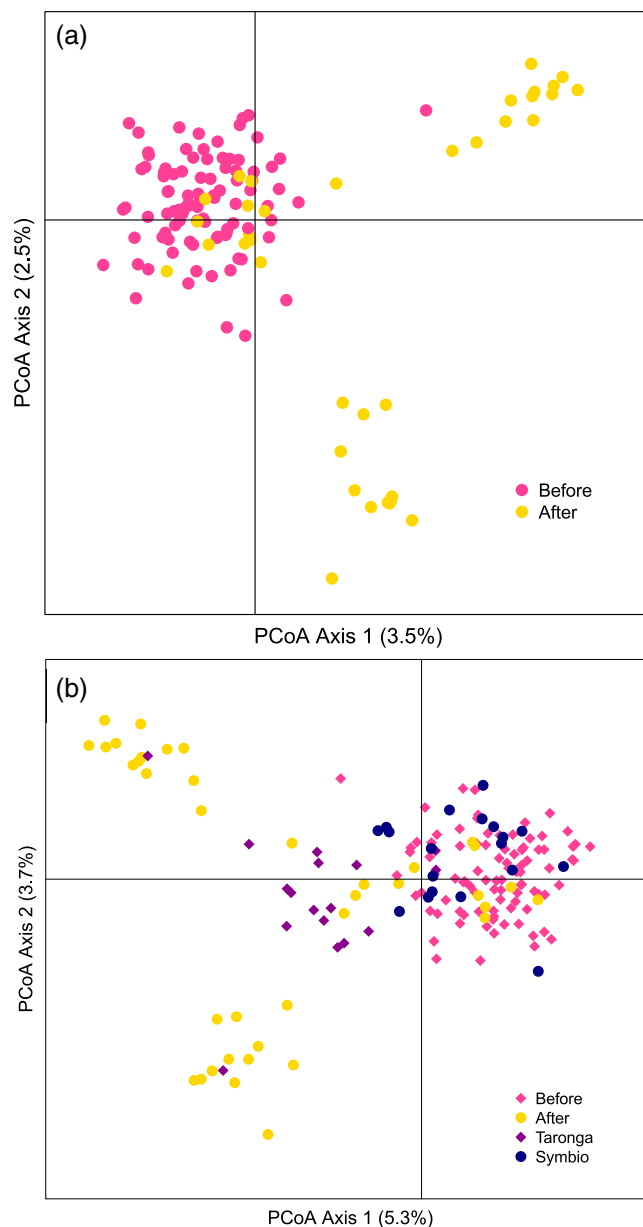 (a)
PCoA Axis 2 (2.5%)
Before
After
PCoA Axis 1 (3.5%)
(b)
PCoA Axis 2 (3.7%)
Before
After
Taronga
Symbio
PCoA Axis 1 (5.3%)